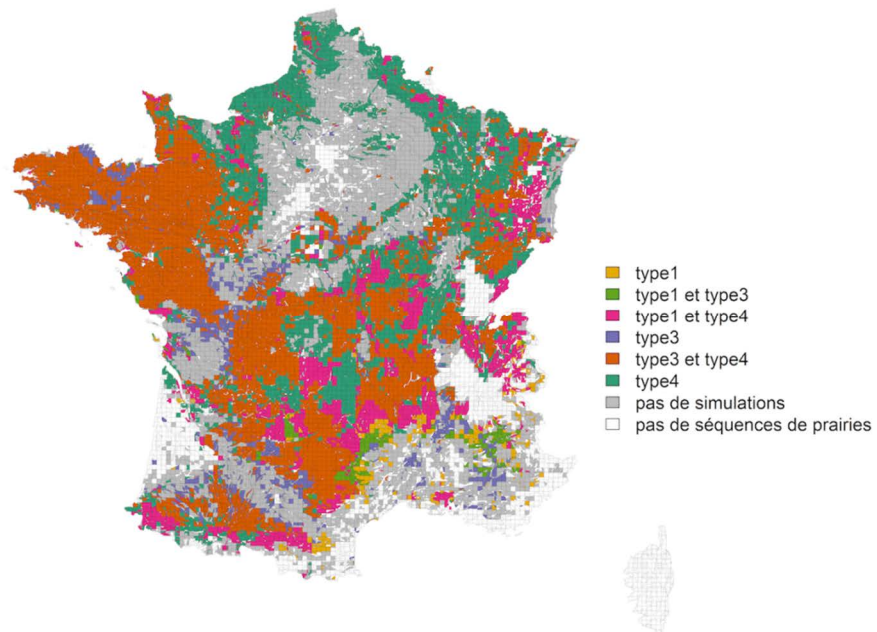 type1
type1 et type3
type1 et type4
type3
type3 et type4
type4
pas de simulations
pas de séquences de prairies